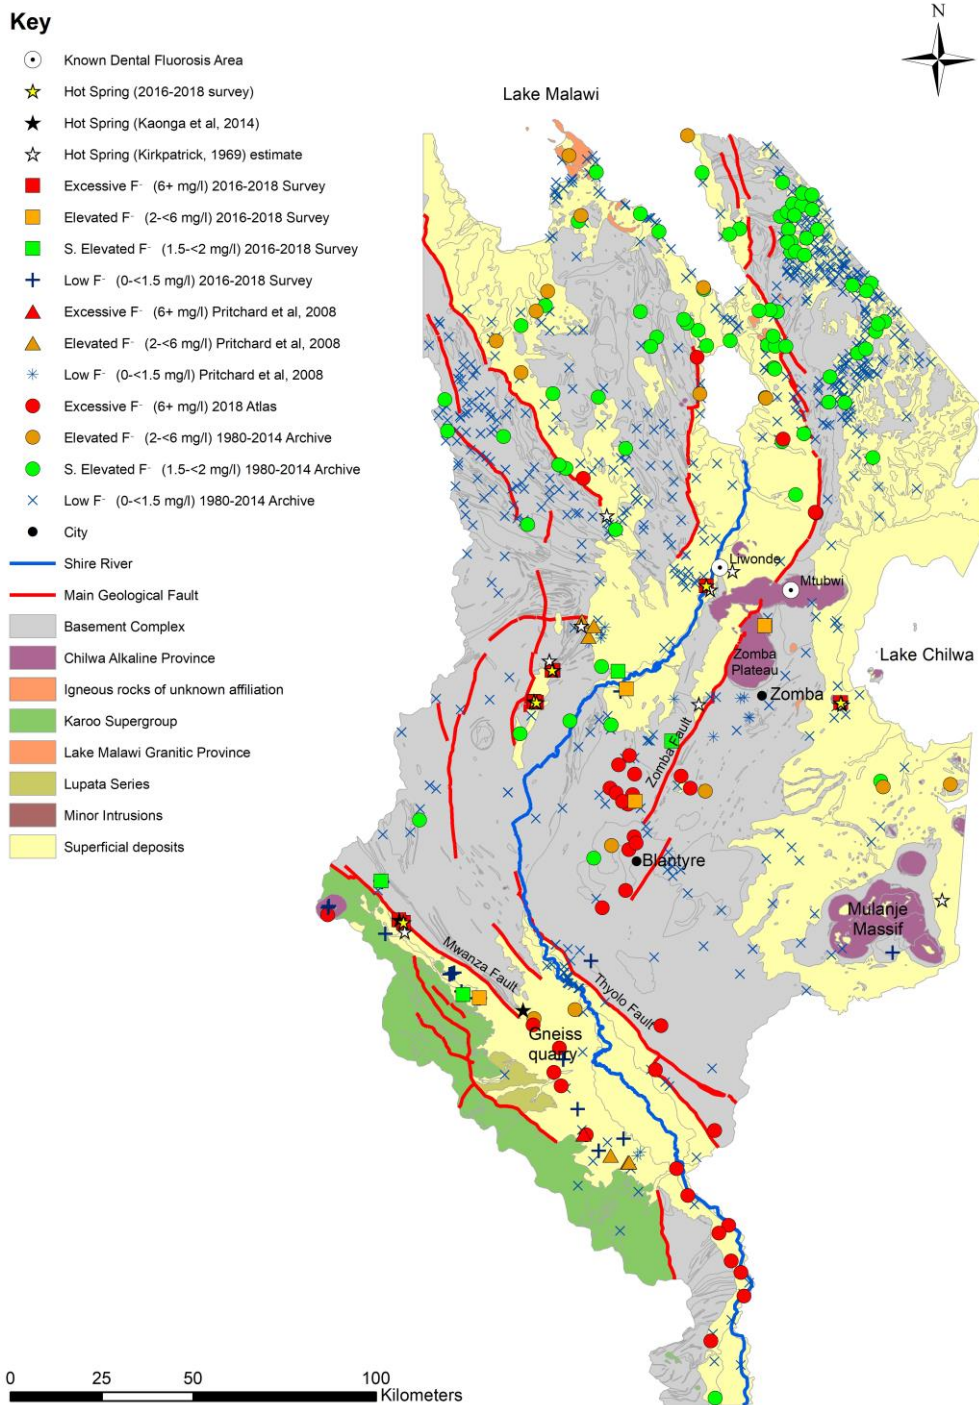 Key
Known Dental Fluorosis Area
Hot Spring (2016-2018 survey)
Hot Spring (Kaonga et al, 2014)
Hot Spring (Kirkpatrick, 1969) estimate
Excessive F⁻ (6+ mg/l) 2016-2018 Survey
Elevated F⁻ (2-<6 mg/l) 2016-2018 Survey
S. Elevated F⁻ (1.5-<2 mg/l) 2016-2018 Survey
Low F⁻ (0-<1.5 mg/l) 2016-2018 Survey
Excessive F⁻ (6+ mg/l) Pritchard et al, 2008
Elevated F⁻ (2-<6 mg/l) Pritchard et al, 2008
Low F⁻ (0-<1.5 mg/l) Pritchard et al, 2008
Excessive F⁻ (6+ mg/l) 2018 Atlas
Elevated F⁻ (2-<6 mg/l) 1980-2014 Archive
S. Elevated F⁻ (1.5-<2 mg/l) 1980-2014 Archive
Low F⁻ (0-<1.5 mg/l) 1980-2014 Archive
City
Shire River
Main Geological Fault
Basement Complex
Chilwa Alkaline Province
Igneous rocks of unknown affiliation
Karoo Supergroup
Lake Malawi Granitic Province
Lupata Series
Minor Intrusions
Superficial deposits
N
Lake Malawi
Liwonde
Mtubwi
Zomba
Plateau
Lake Chilwa
Zomba
Zomba Fault
Blantyre
Mulanje
Massif
Mwanza Fault
Thyolo Fault
Gneiss
quarry
0 25 50 100
Kilometers